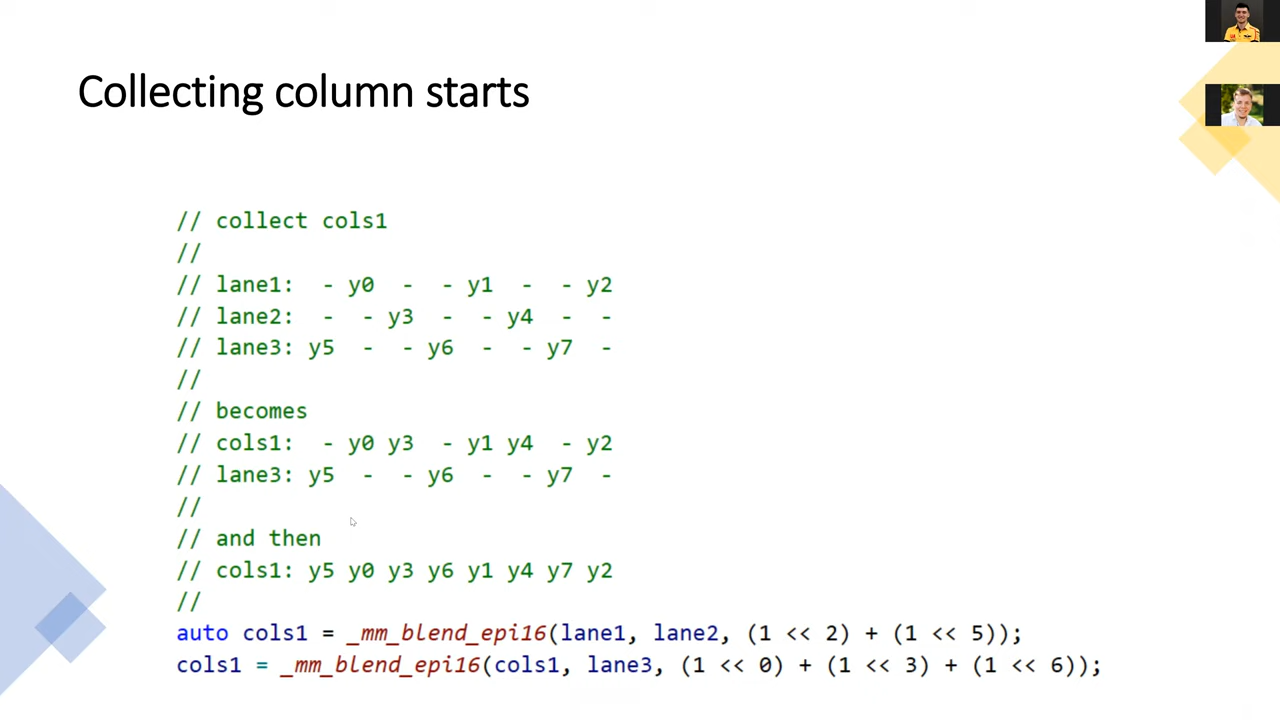 Collecting column starts
// collect cols1
//
// lane1:  - y0  -  - y1  -  - y2
// lane2:  -  - y3  -  - y4  -  -
// lane3: y5  -  - y6  -  - y7  -
//
// becomes
// cols1:  - y0 y3  - y1 y4  - y2
// lane3: y5  -  - y6  -  - y7  -
//
// and then
// cols1: y5 y0 y3 y6 y1 y4 y7 y2
//
auto cols1 = _mm_blend_epi16(lane1, lane2, (1 << 2) + (1 << 5));
cols1 = _mm_blend_epi16(cols1, lane3, (1 << 0) + (1 << 3) + (1 << 6));